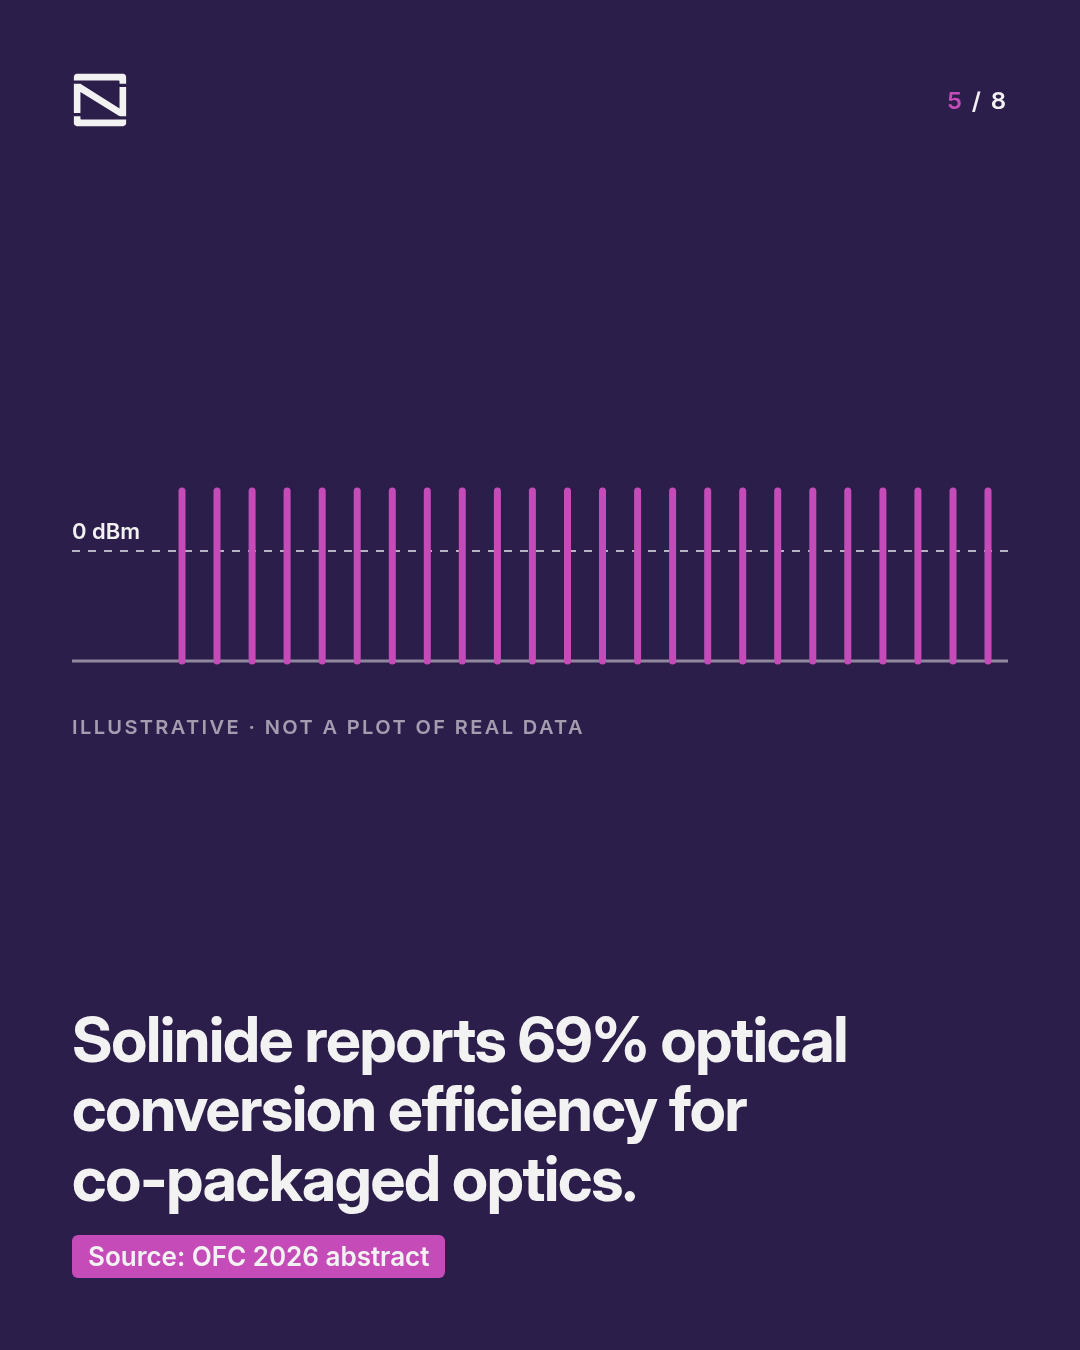 5 / 8
0 dBm
ILLUSTRATIVE · NOT A PLOT OF REAL DATA
Solinide reports 69% optical
conversion efficiency for
co-packaged optics.
Source: OFC 2026 abstract